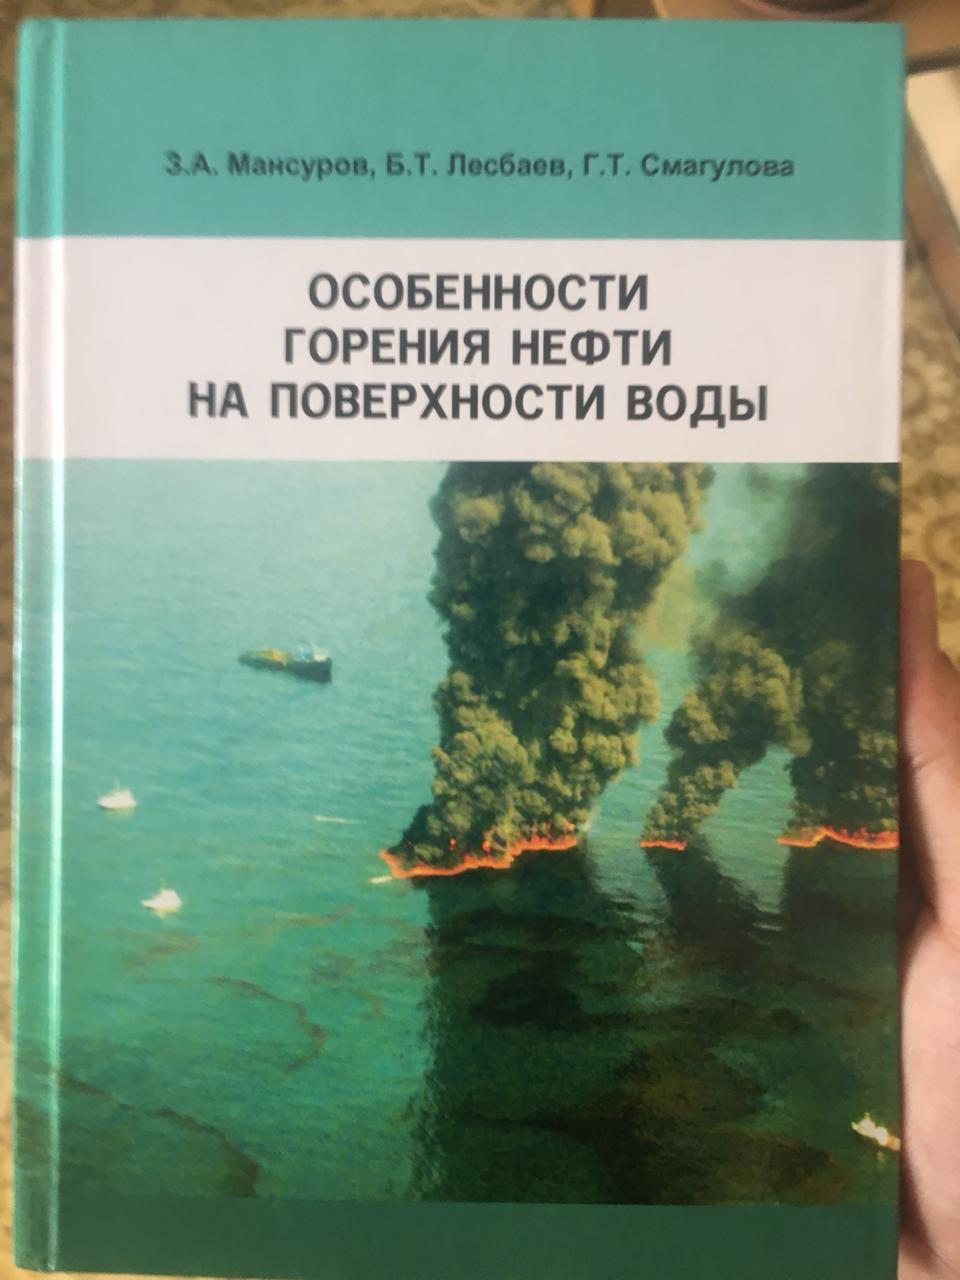 З.А. Мансуров, Б.Т. Лесбаев, Г.Т. Смагулова
ОСОБЕННОСТИ
ГОРЕНИЯ НЕФТИ
НА ПОВЕРХНОСТИ ВОДЫ